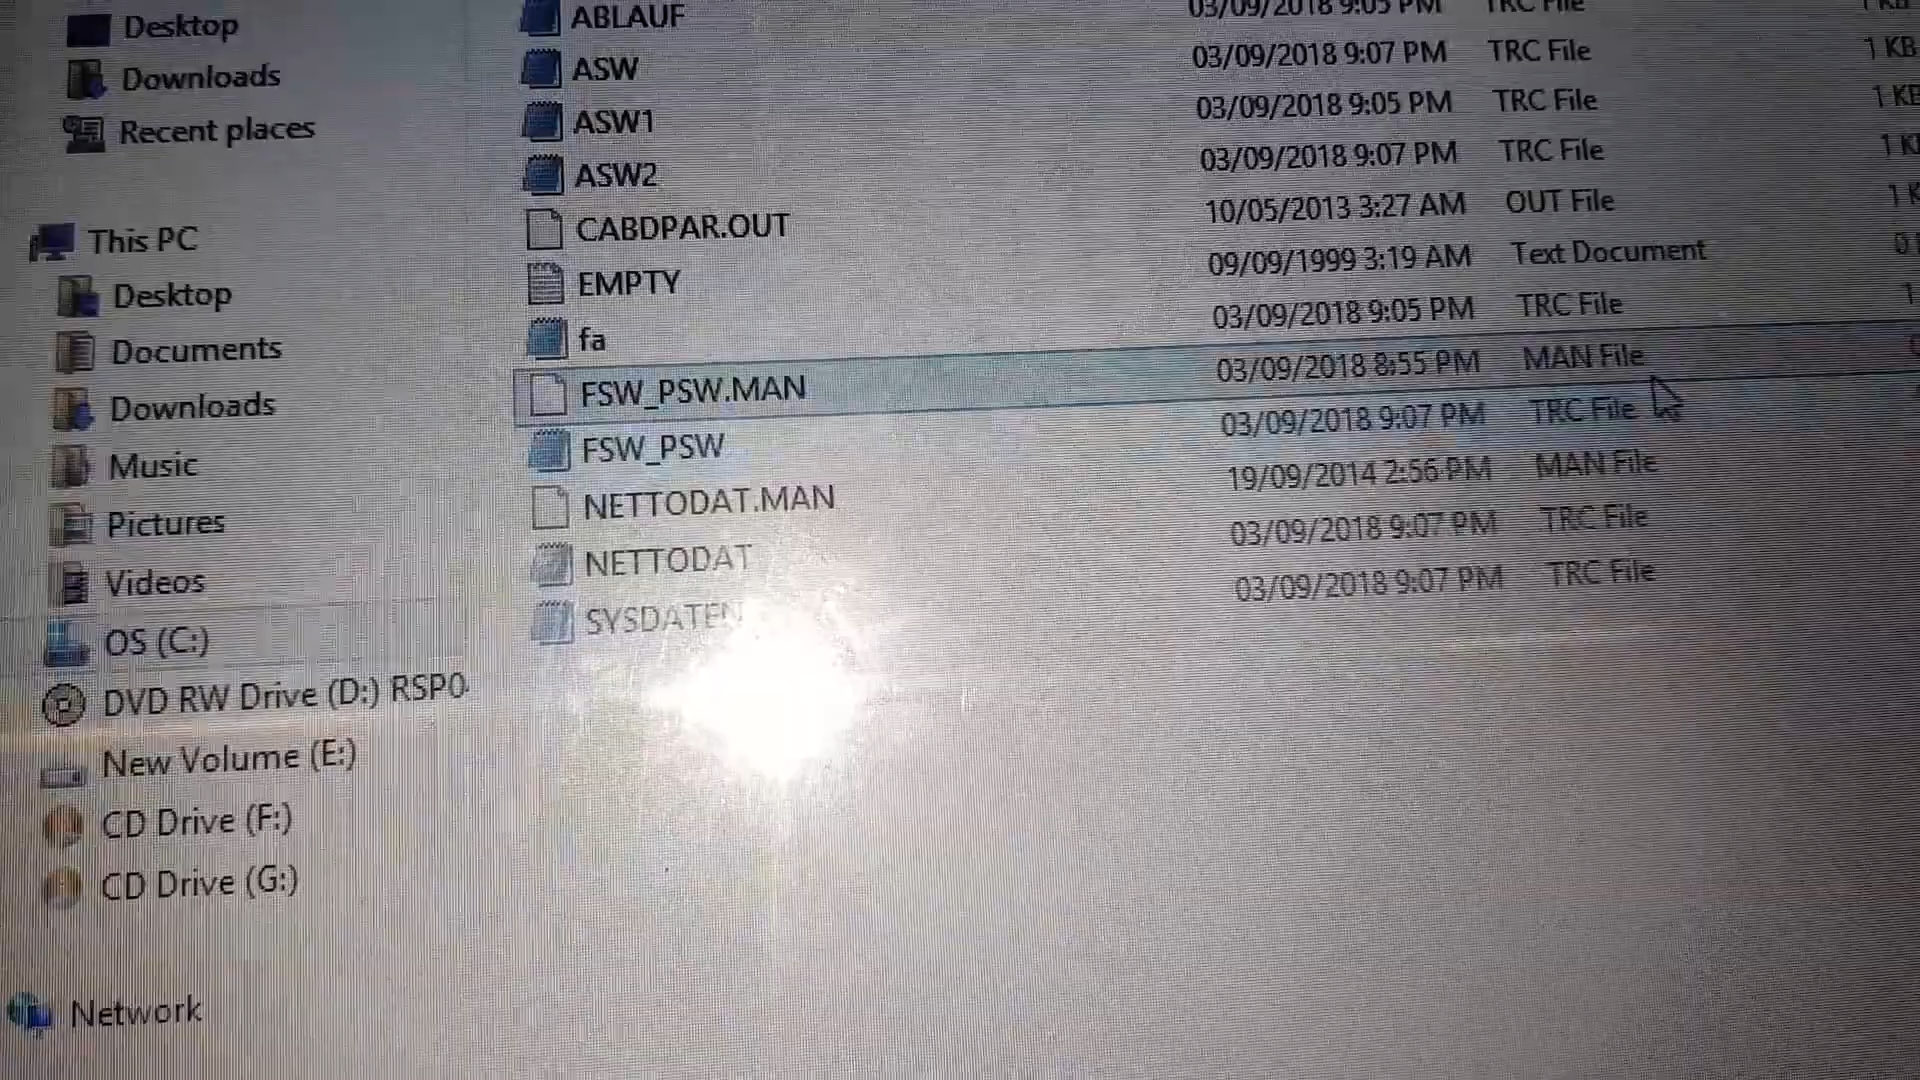 Desktop
Downloads
Recent places
This PC
Desktop
Documents
Downloads
Music
Pictures
Videos
OS (C:)
DVD RW Drive (D:) RSP0
New Volume (E:)
CD Drive (F:)
CD Drive (G:)
Network
ABLAUF 03/09/2018 9:05 PM TRC File 1 KB
ASW 03/09/2018 9:07 PM TRC File 1 KB
ASW1 03/09/2018 9:05 PM TRC File 1 KB
ASW2 03/09/2018 9:07 PM TRC File 1 K
CABDPAR.OUT 10/05/2013 3:27 AM OUT File 1 K
EMPTY 09/09/1999 3:19 AM Text Document 0
fa 03/09/2018 9:05 PM TRC File 1
FSW_PSW.MAN 03/09/2018 8:55 PM MAN File
FSW_PSW 03/09/2018 9:07 PM TRC File
NETTODAT.MAN 19/09/2014 2:56 PM MAN File
NETTODAT 03/09/2018 9:07 PM TRC File
SYSDATEN 03/09/2018 9:07 PM TRC File